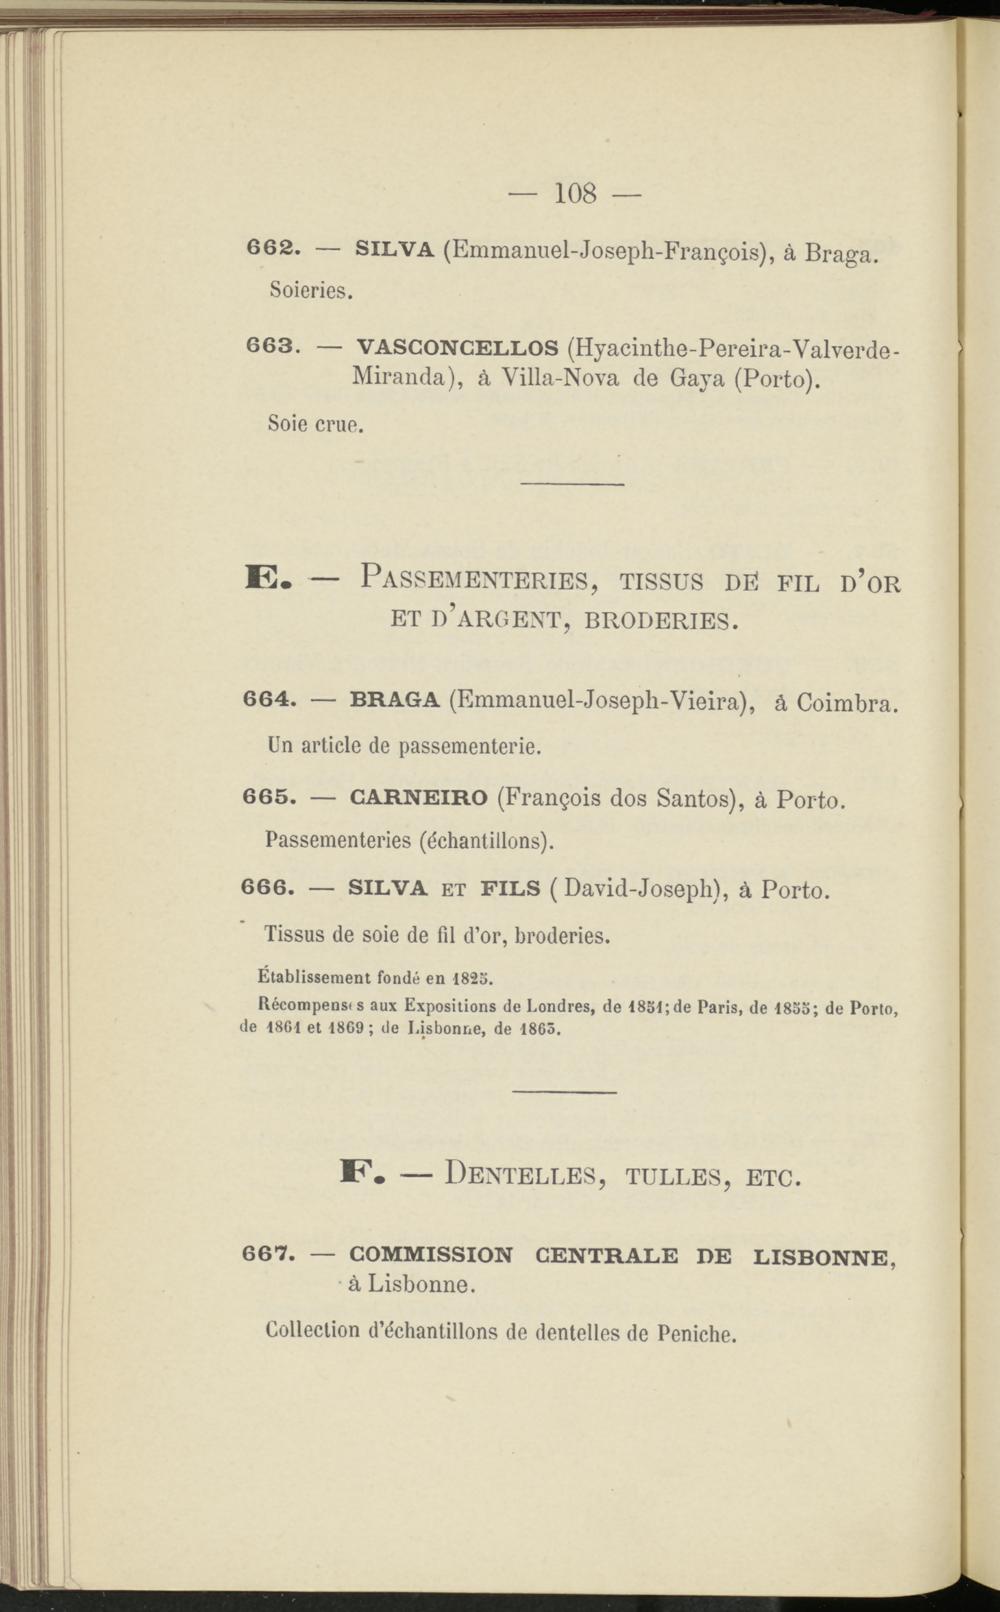 — 108 —
662. — SILVA (Emmanuel-Joseph-François), à Braga.
Soieries.
663. — VASCONCELLOS (Hyacinthe-Pereira-Valverde-
Miranda), à Villa-Nova de Gaya (Porto).
Soie crue.
E. — PASSEMENTERIES, TISSUS DE FIL D'OR
ET D'ARGENT, BRODERIES.
664. — BRAGA (Emmanuel-Joseph-Vieira), à Coimbra.
Un article de passementerie.
665. — CARNEIRO (François dos Santos), à Porto.
Passementeries (échantillons).
666. — SILVA ET FILS (David-Joseph), à Porto.
Tissus de soie de fil d'or, broderies.
Établissement fondé en 1825.
Récompenses aux Expositions de Londres, de 1851; de Paris, de 1855; de Porto,
de 1861 et 1869; de Lisbonne, de 1863.
F. — DENTELLES, TULLES, ETC.
667. — COMMISSION CENTRALE DE LISBONNE,
à Lisbonne.
Collection d'échantillons de dentelles de Peniche.